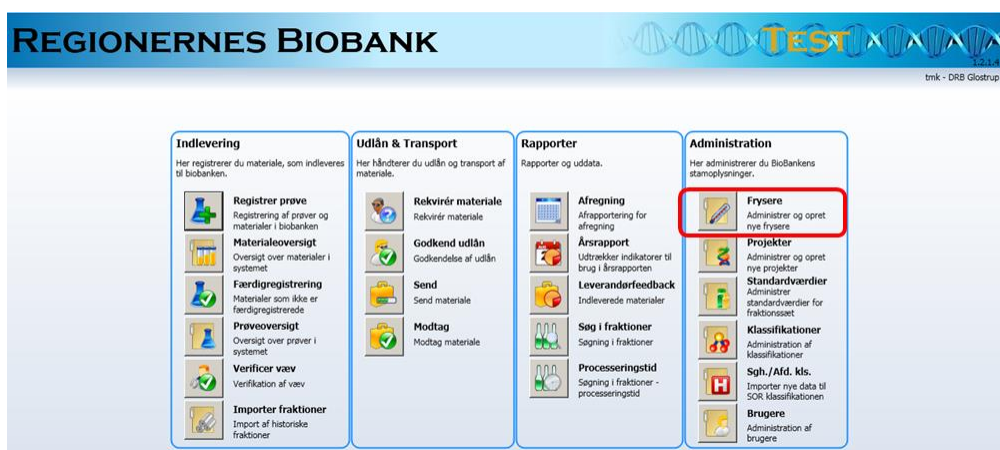 REGIONERNES BIOBANK
TEST
1.2.1.4
tmk - DRB Glostrup
Indlevering
Her registrerer du materiale, som indleveres
til biobanken.
Registrer prøve
Registrering af prøver og
materialer i biobanken
Materialeoversigt
Oversigt over materialer i
systemet
Færdigregistrering
Materialer som ikke er
færdigregistrerede
Prøveoversigt
Oversigt over prøver i
systemet
Verificer væv
Verifikation af væv
Importer fraktioner
Import af historiske
fraktioner
Udlån & Transport
Her håndterer du udlån og transport af
materiale.
Rekvirér materiale
Rekvirér materiale
Godkend udlån
Godkendelse af udlån
Send
Send materiale
Modtag
Modtag materiale
Rapporter
Rapporter og uddata.
Afregning
Afrapportering for
afregning
Årsrapport
Udtrækker indikatorer til
brug i årsrapporten
Leverandørfeedback
Indleverede materialer
Søg i fraktioner
Søgning i fraktioner
Processeringstid
Søgning i fraktioner -
processeringstid
Administration
Her administrerer du BioBankens
stamoplysninger.
Frysere
Administrer og opret
nye frysere
Projekter
Administrer og opret
nye projekter
Standardværdier
Administrer
standardværdier for
fraktionssæt
Klassifikationer
Administration af
klassifikationer
Sgh./Afd. kls.
Importer nye data til
SOR klassifikationen
Brugere
Administration af
brugere